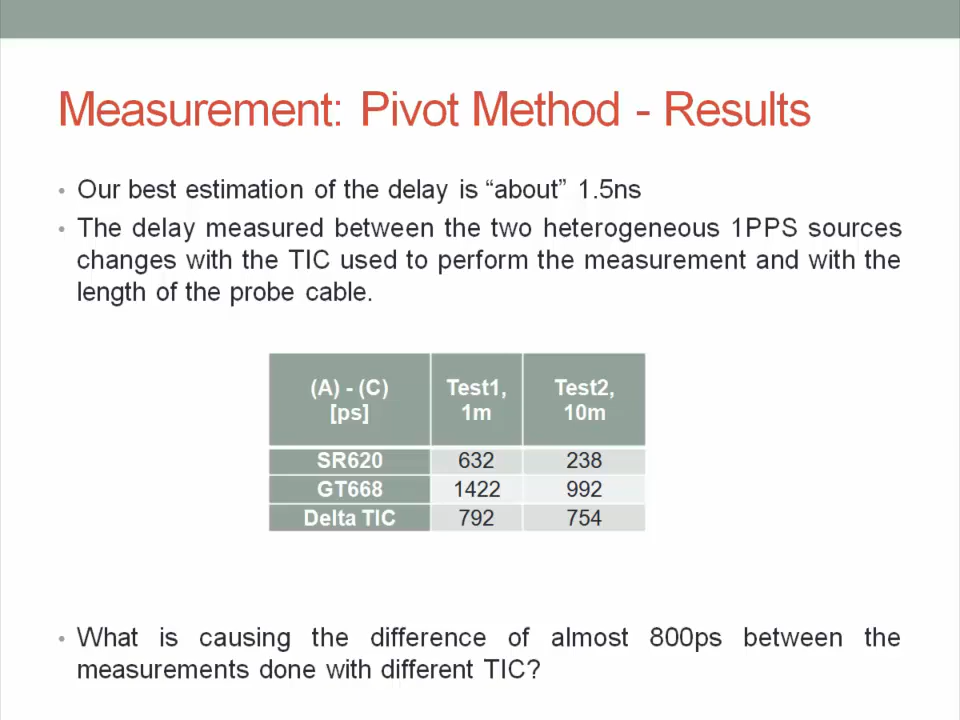 Measurement: Pivot Method - Results
• Our best estimation of the delay is “about” 1.5ns
• The delay measured between the two heterogeneous 1PPS sources
changes with the TIC used to perform the measurement and with the
length of the probe cable.
(A) - (C) Test1, Test2,
[ps] 1m 10m
SR620 632 238
GT668 1422 992
Delta TIC 792 754
• What is causing the difference of almost 800ps between the
measurements done with different TIC?